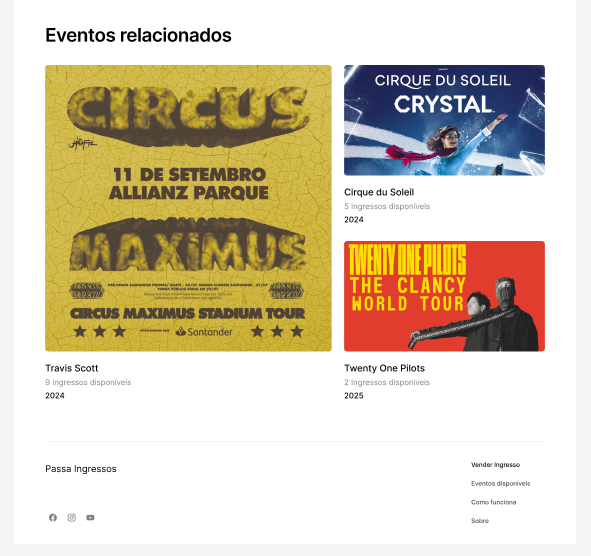 Eventos relacionados
CIRCUS
11 DE SETEMBRO
ALLIANZ PARQUE
MAXIMUS
CIRCUS MAXIMUS STADIUM TOUR
Santander
Travis Scott
9 Ingressos disponíveis
2024
CIRQUE DU SOLEIL
CRYSTAL
Cirque du Soleil
5 Ingressos disponíveis
2024
TWENTY ONE PILOTS
THE CLANCY
WORLD TOUR
Twenty One Pilots
2 Ingressos disponíveis
2025
Passa Ingressos
Vender Ingresso
Eventos disponíveis
Como funciona
Sobre